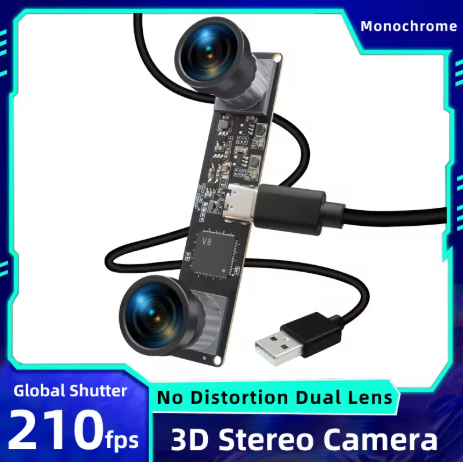 Monochrome
V8
Global Shutter
210fps
No Distortion Dual Lens
3D Stereo Camera